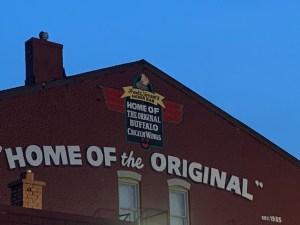 HOME OF
THE ORIGINAL
BUFFALO
CHICKEN WINGS
"HOME OF the ORIGINAL"